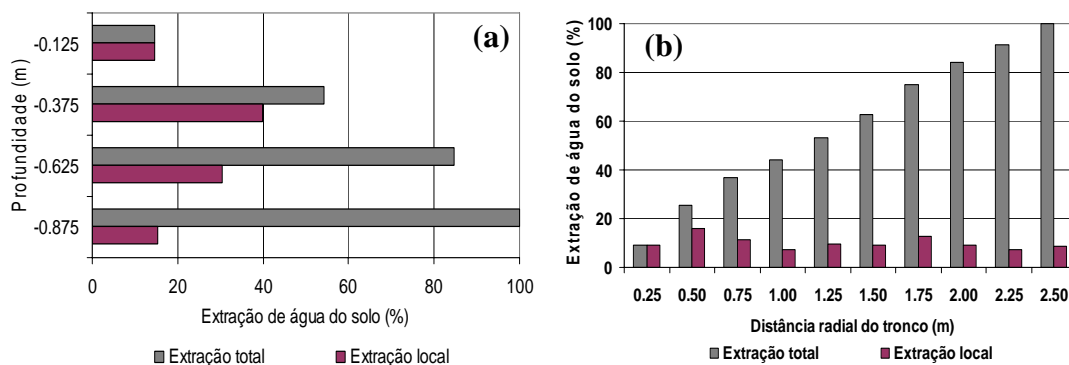 (a)
Profundidade (m)
-0.125
-0.375
-0.625
-0.875
0 20 40 60 80 100
Extração de água do solo (%)
Extração total Extração local
(b)
Extração de água do solo (%)
100
80
60
40
20
0
0.25 0.50 0.75 1.00 1.25 1.50 1.75 2.00 2.25 2.50
Distância radial do tronco (m)
Extração total Extração local